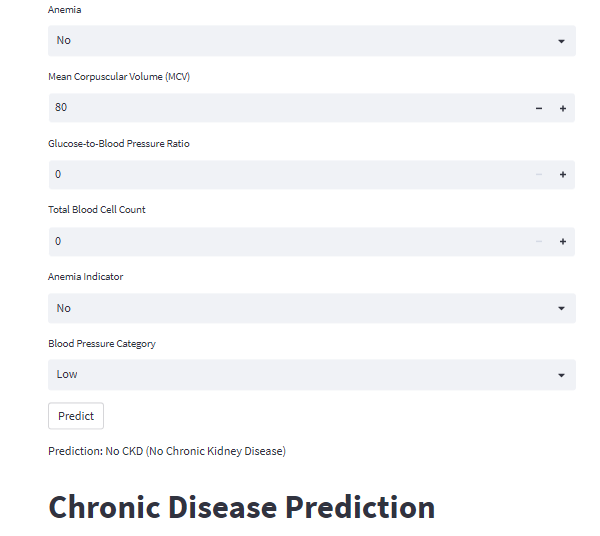 Anemia
No
Mean Corpuscular Volume (MCV)
80
Glucose-to-Blood Pressure Ratio
0
Total Blood Cell Count
0
Anemia Indicator
No
Blood Pressure Category
Low
Predict
Prediction: No CKD (No Chronic Kidney Disease)
Chronic Disease Prediction